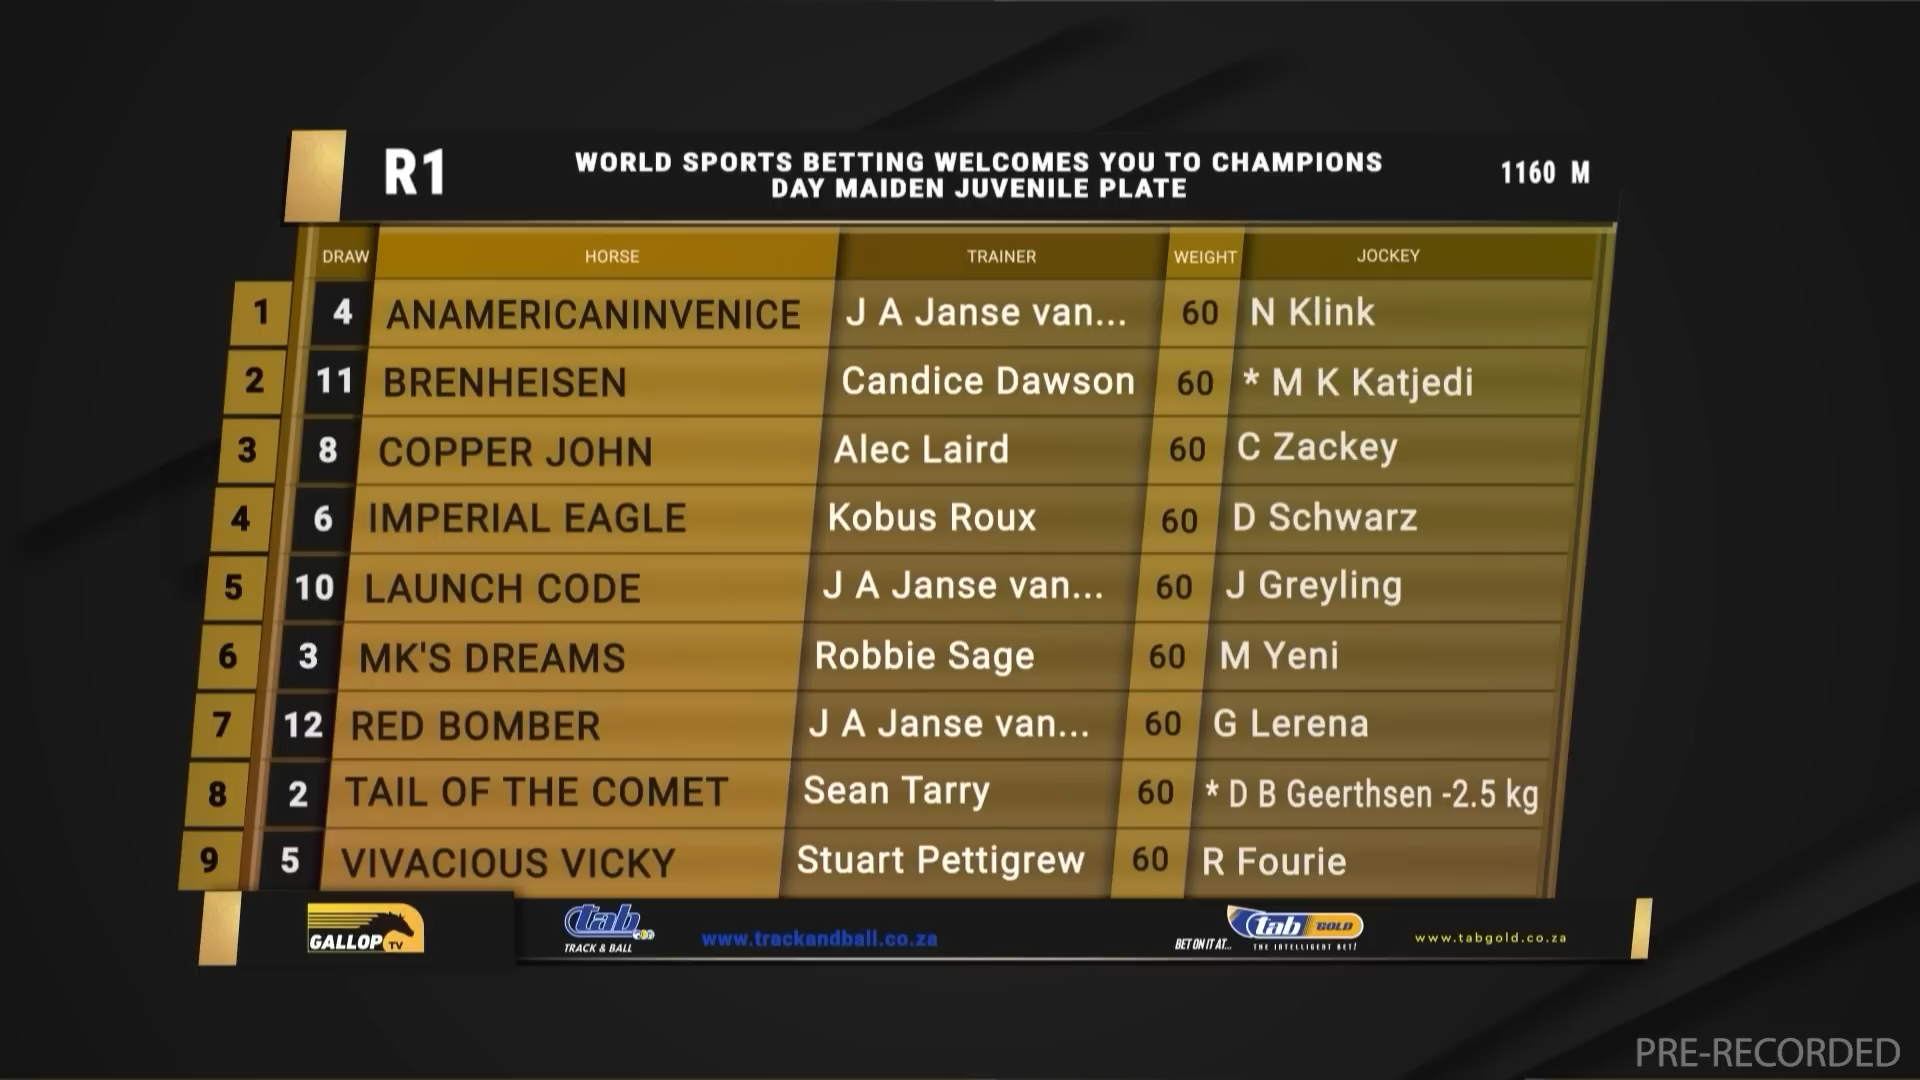 R1
WORLD SPORTS BETTING WELCOMES YOU TO CHAMPIONS
DAY MAIDEN JUVENILE PLATE
1160 M
DRAW HORSE TRAINER WEIGHT JOCKEY
1 4 ANAMERICANINVENICE J A Janse van... 60 N Klink
2 11 BRENHEISEN Candice Dawson 60 * M K Katjedi
3 8 COPPER JOHN Alec Laird 60 C Zackey
4 6 IMPERIAL EAGLE Kobus Roux 60 D Schwarz
5 10 LAUNCH CODE J A Janse van... 60 J Greyling
6 3 MK'S DREAMS Robbie Sage 60 M Yeni
7 12 RED BOMBER J A Janse van... 60 G Lerena
8 2 TAIL OF THE COMET Sean Tarry 60 * D B Geerthsen -2.5 kg
9 5 VIVACIOUS VICKY Stuart Pettigrew 60 R Fourie
GALLOP TV
tab
TRACK & BALL
www.trackandball.co.za
BET ON IT AT...
tab GOLD
THE INTELLIGENT BET!
www.tabgold.co.za
PRE-RECORDED